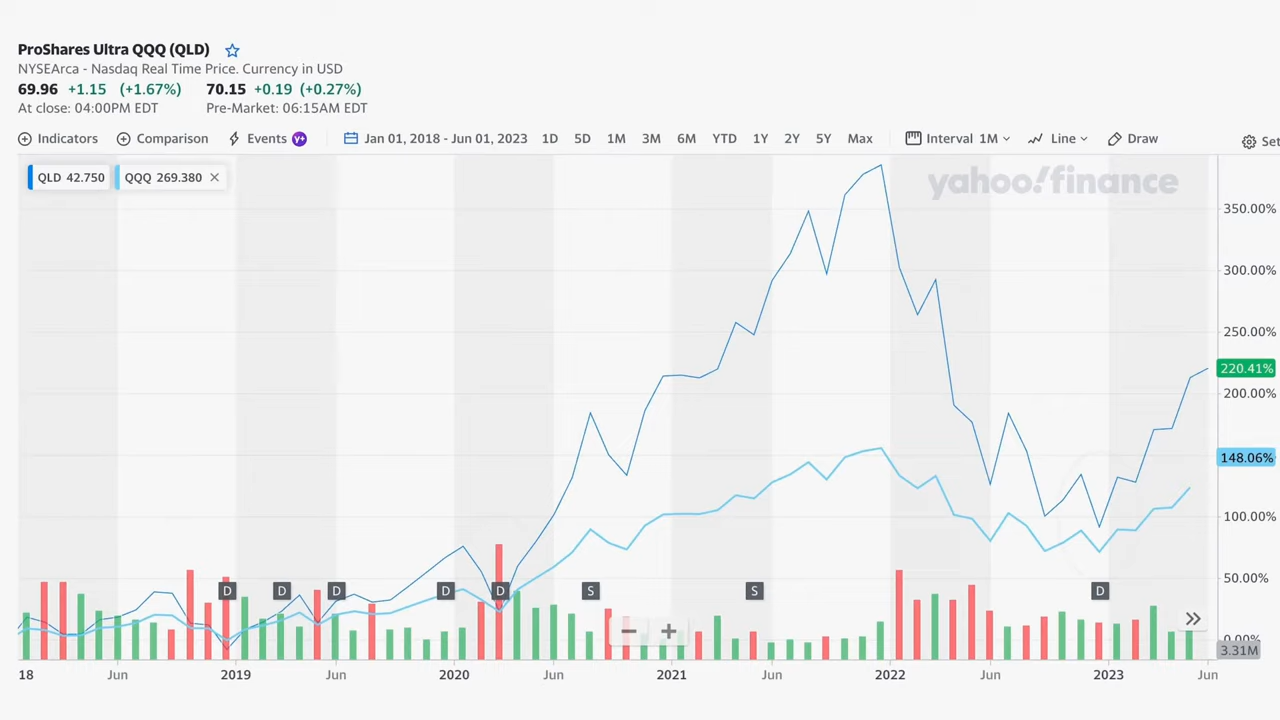 ProShares Ultra QQQ (QLD)
NYSEArca - Nasdaq Real Time Price. Currency in USD
69.96 +1.15 (+1.67%) 70.15 +0.19 (+0.27%)
At close: 04:00PM EDT Pre-Market: 06:15AM EDT
Indicators Comparison Events Y+ Jan 01, 2018 - Jun 01, 2023 1D 5D 1M 3M 6M YTD 1Y 2Y 5Y Max Interval 1M Line Draw Set
QLD 42.750 QQQ 269.380
yahoo!finance
350.00%
300.00%
250.00%
220.41%
200.00%
148.06%
100.00%
50.00%
D D D D D S S D
0.00%
3.31M
18 Jun 2019 Jun 2020 Jun 2021 Jun 2022 Jun 2023 Jun